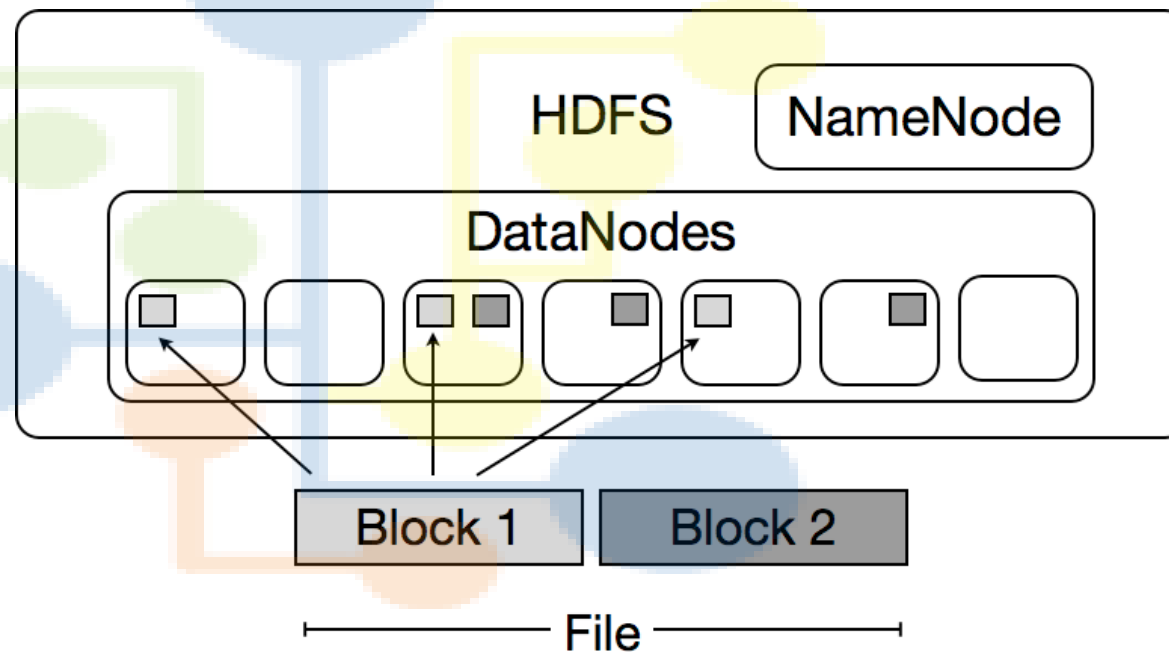 HDFS
NameNode
DataNodes
Block 1
Block 2
File